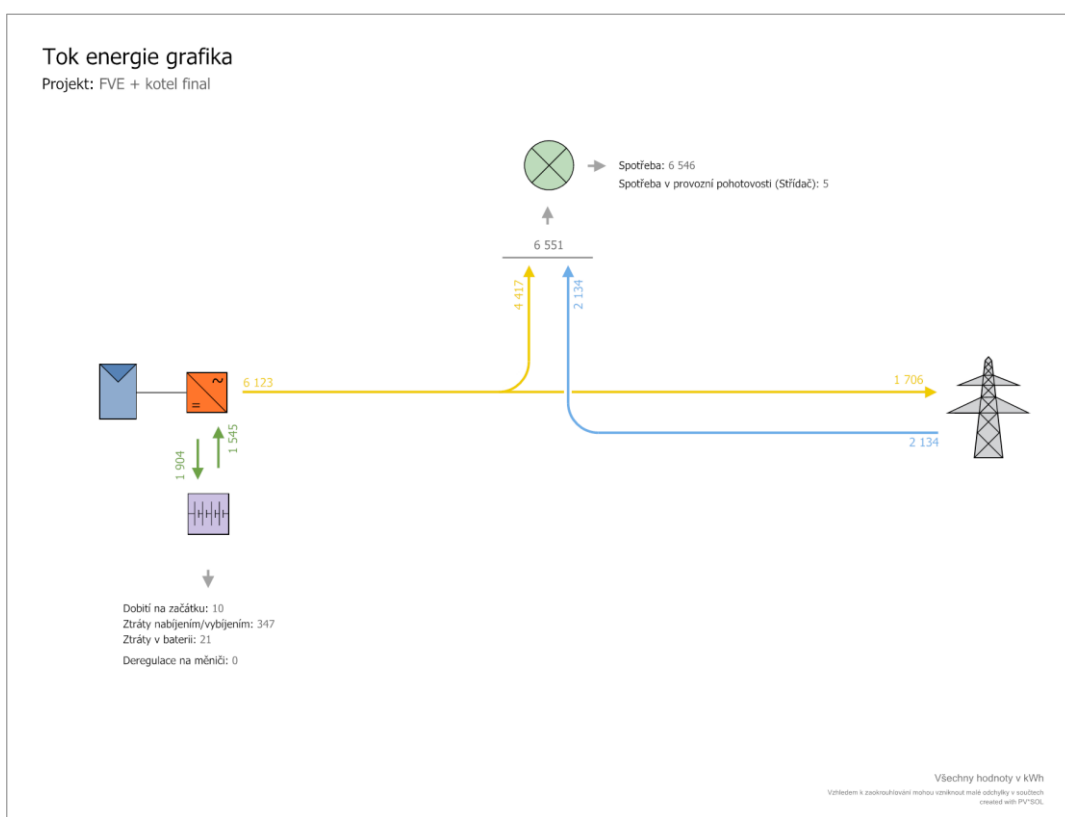 Tok energie grafika
Projekt: FVE + kotel final
Spotřeba: 6 546
Spotřeba v provozní pohotovosti (Střídač): 5
6 551
4 417
2 134
6 123
1 706
2 134
~
=
1 904
1 545
Dobití na začátku: 10
Ztráty nabíjením/vybíjením: 347
Ztráty v baterii: 21
Deregulace na měniči: 0
Všechny hodnoty v kWh
Vzhledem k zaokrouhlování mohou vzniknout malé odchylky v součtech
created with PV*SOL